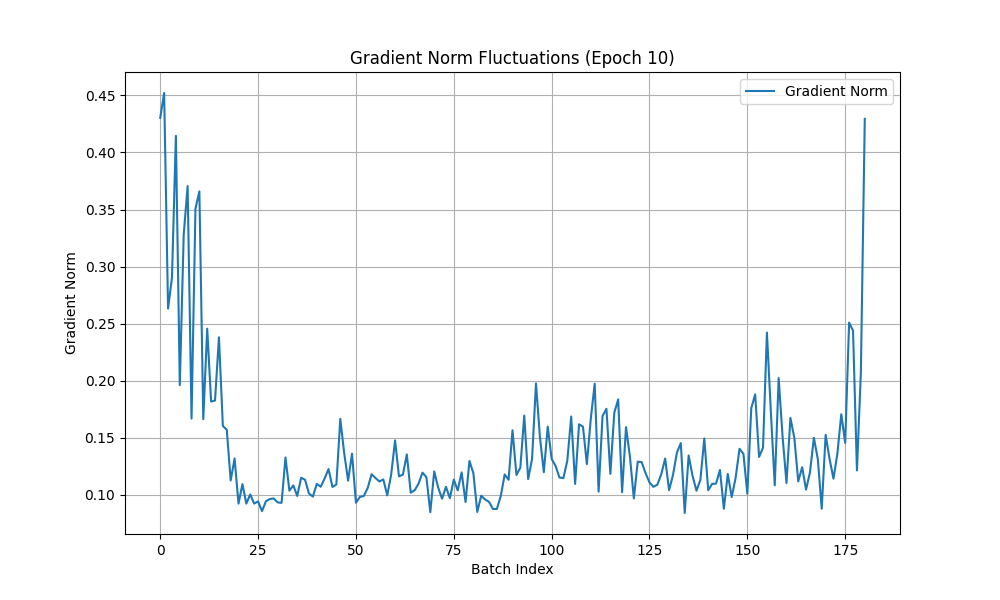 Gradient Norm Fluctuations (Epoch 10)
Gradient Norm
0.45
0.40
0.35
0.30
0.25
0.20
0.15
0.10
Gradient Norm
0 25 50 75 100 125 150 175
Batch Index